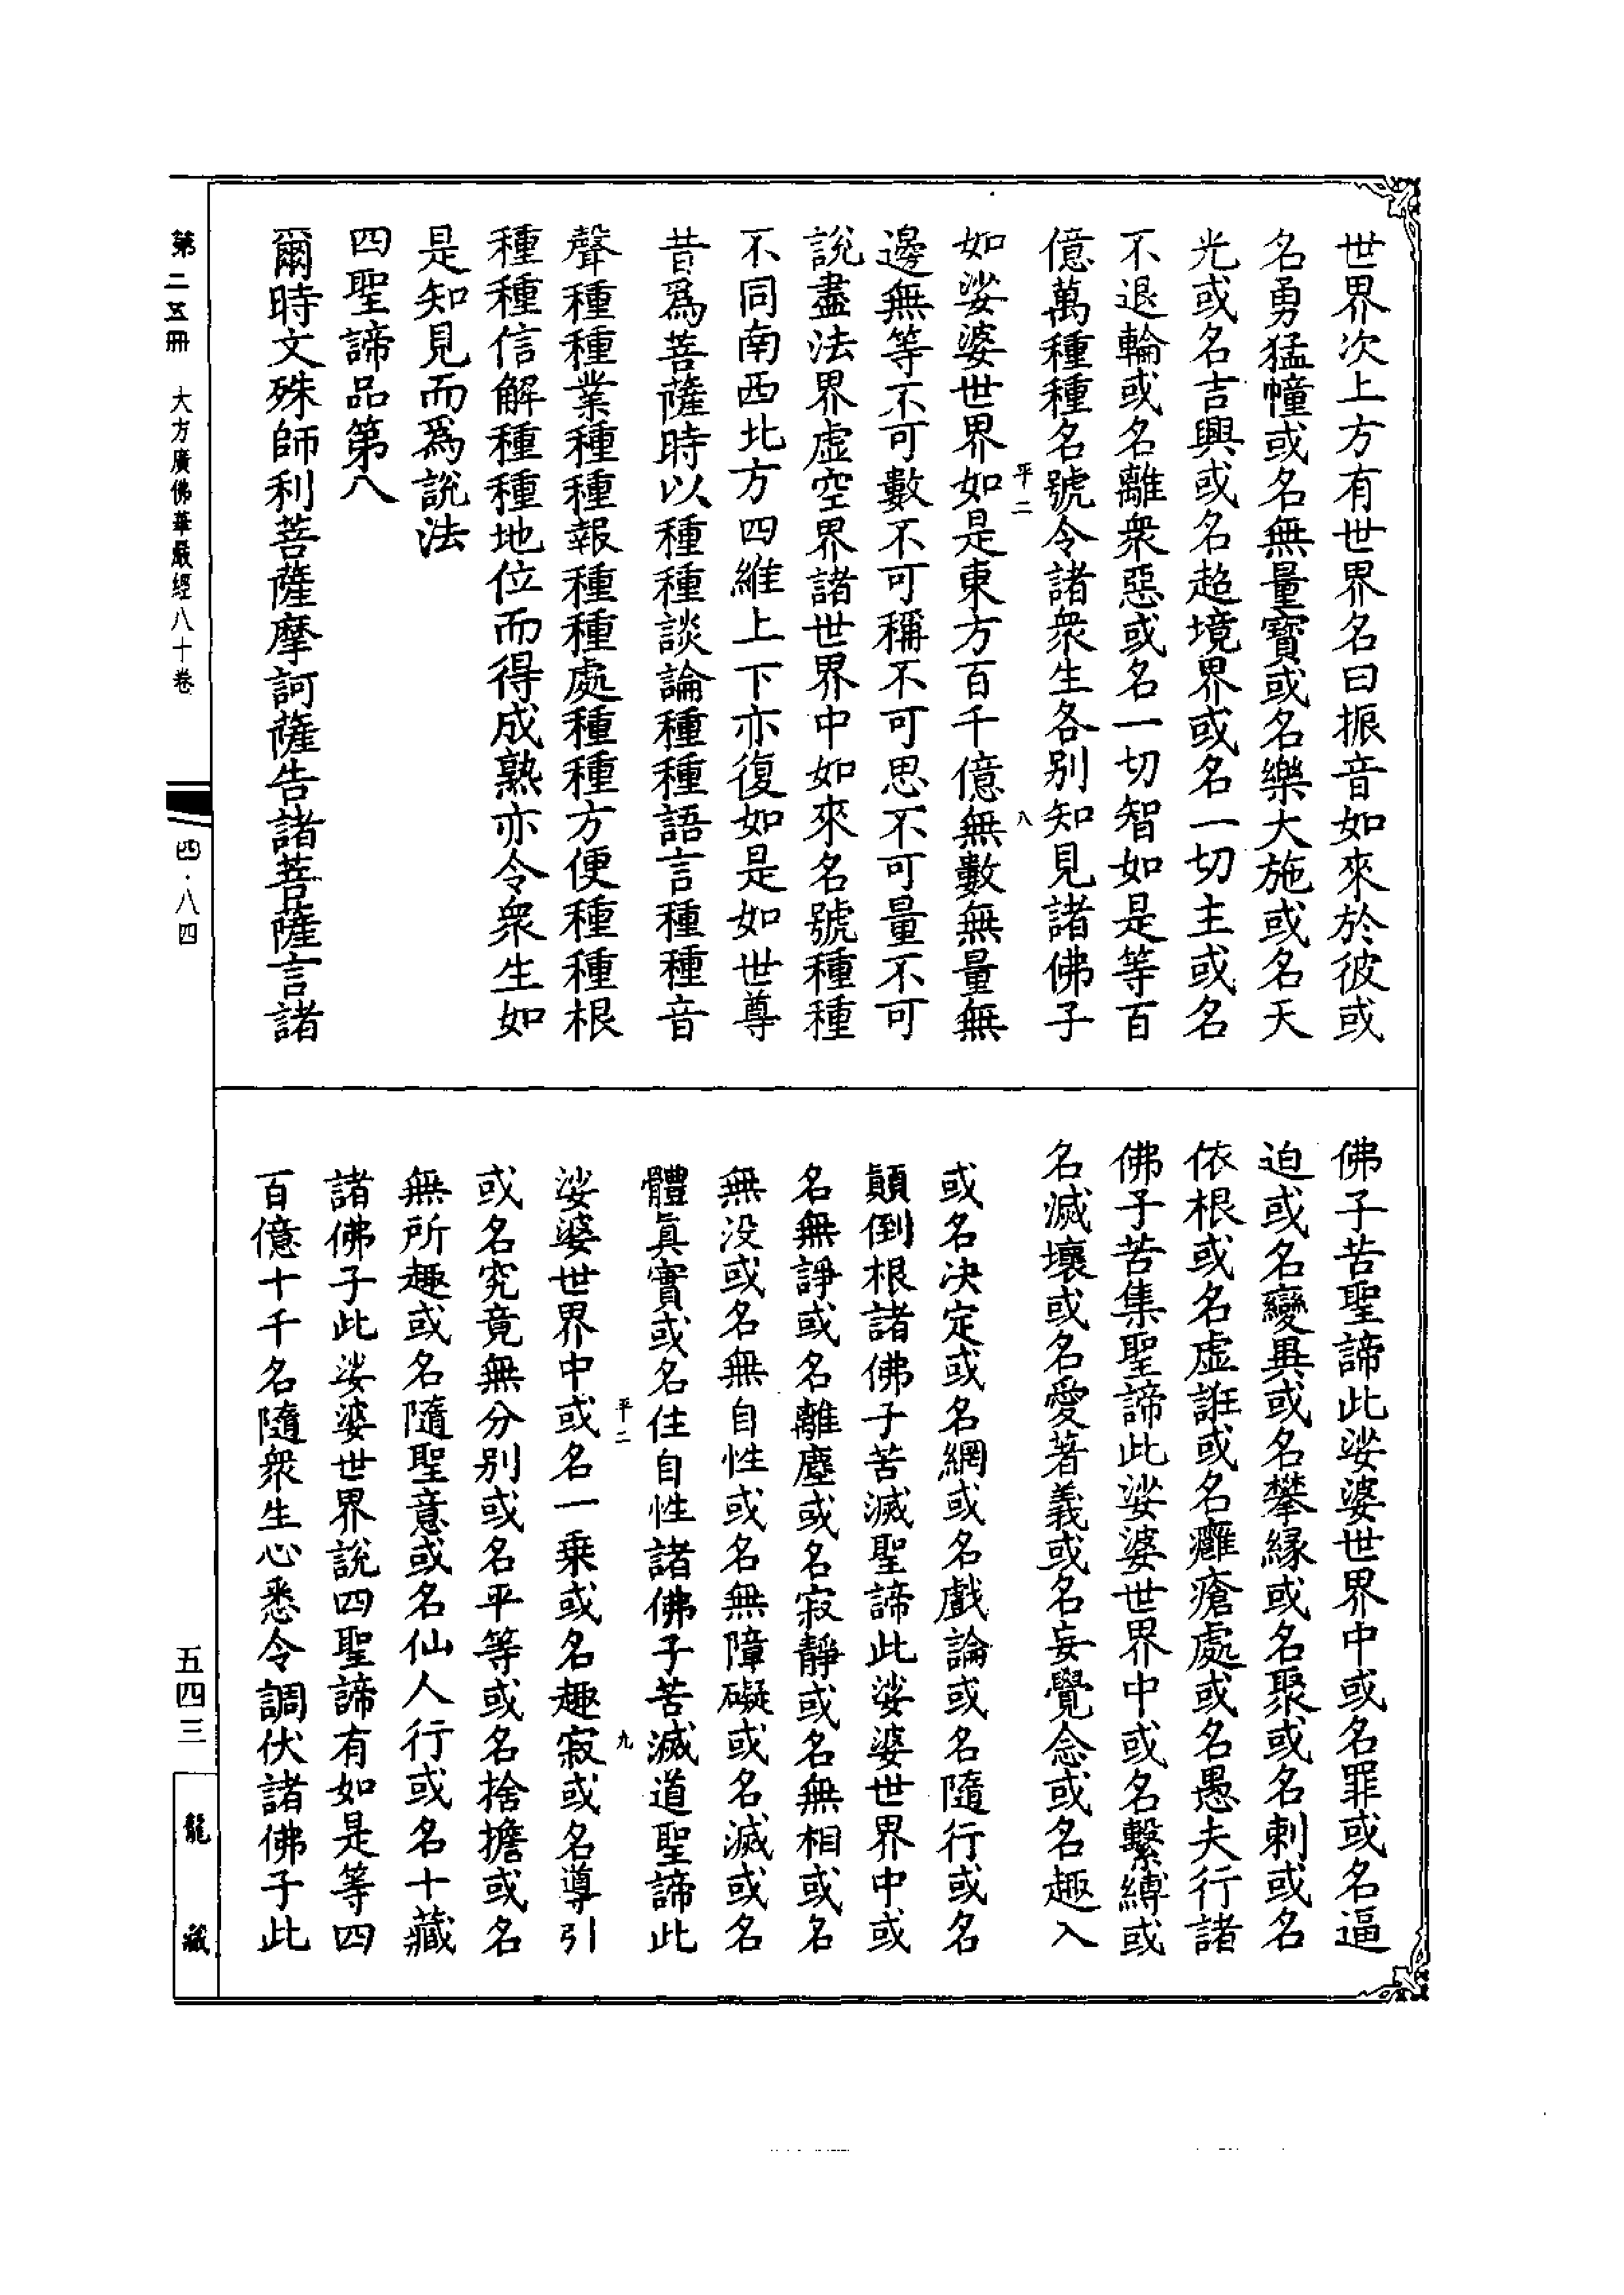 世界次上方有世界名曰振音如來於彼或
名勇猛幢或名無量寶或名樂大施或名天
光或名吉興或名超境界或名一切主或名
不退輪或名離衆惡或名一切智如是等百
億萬種種名號令諸衆生各別知見諸佛子
平二
八
如娑婆世界如是東方百千億無數無量無
邊無等不可數不可稱不可思不可量不可
說盡法界虛空界諸世界中如來名號種種
不同南西北方四維上下亦復如是如世尊
昔爲菩薩時以種種談論種種語言種種音
聲種種業種種報種種處種種方便種種根
種種信解種種地位而得成熟亦令衆生如
是知見而爲說法
四聖諦品第八
爾時文殊師利菩薩摩訶薩告諸菩薩言諸
佛子苦聖諦此娑婆世界中或名罪或名逼
迫或名變異或名攀緣或名聚或名刺或名
依根或名虛誑或名癰瘡處或名愚夫行諸
佛子苦集聖諦此娑婆世界中或名繫縛或
名滅壞或名愛著義或名妄覺念或名趣入
或名決定或名網或名戲論或名隨行或名
顛倒根諸佛子苦滅聖諦此娑婆世界中或
名無諍或名離塵或名寂靜或名無相或名
無沒或名無自性或名無障礙或名滅或名
體眞實或名住自性諸佛子苦滅道聖諦此
平二
九
娑婆世界中或名一乘或名趣寂或名導引
或名究竟無分別或名平等或名捨擔或名
無所趣或名隨聖意或名仙人行或名十藏
諸佛子此娑婆世界說四聖諦有如是等四
百億十千名隨衆生心悉令調伏諸佛子此
第二五冊
大方廣佛華嚴經八十卷
四·八四
五四三
龍藏